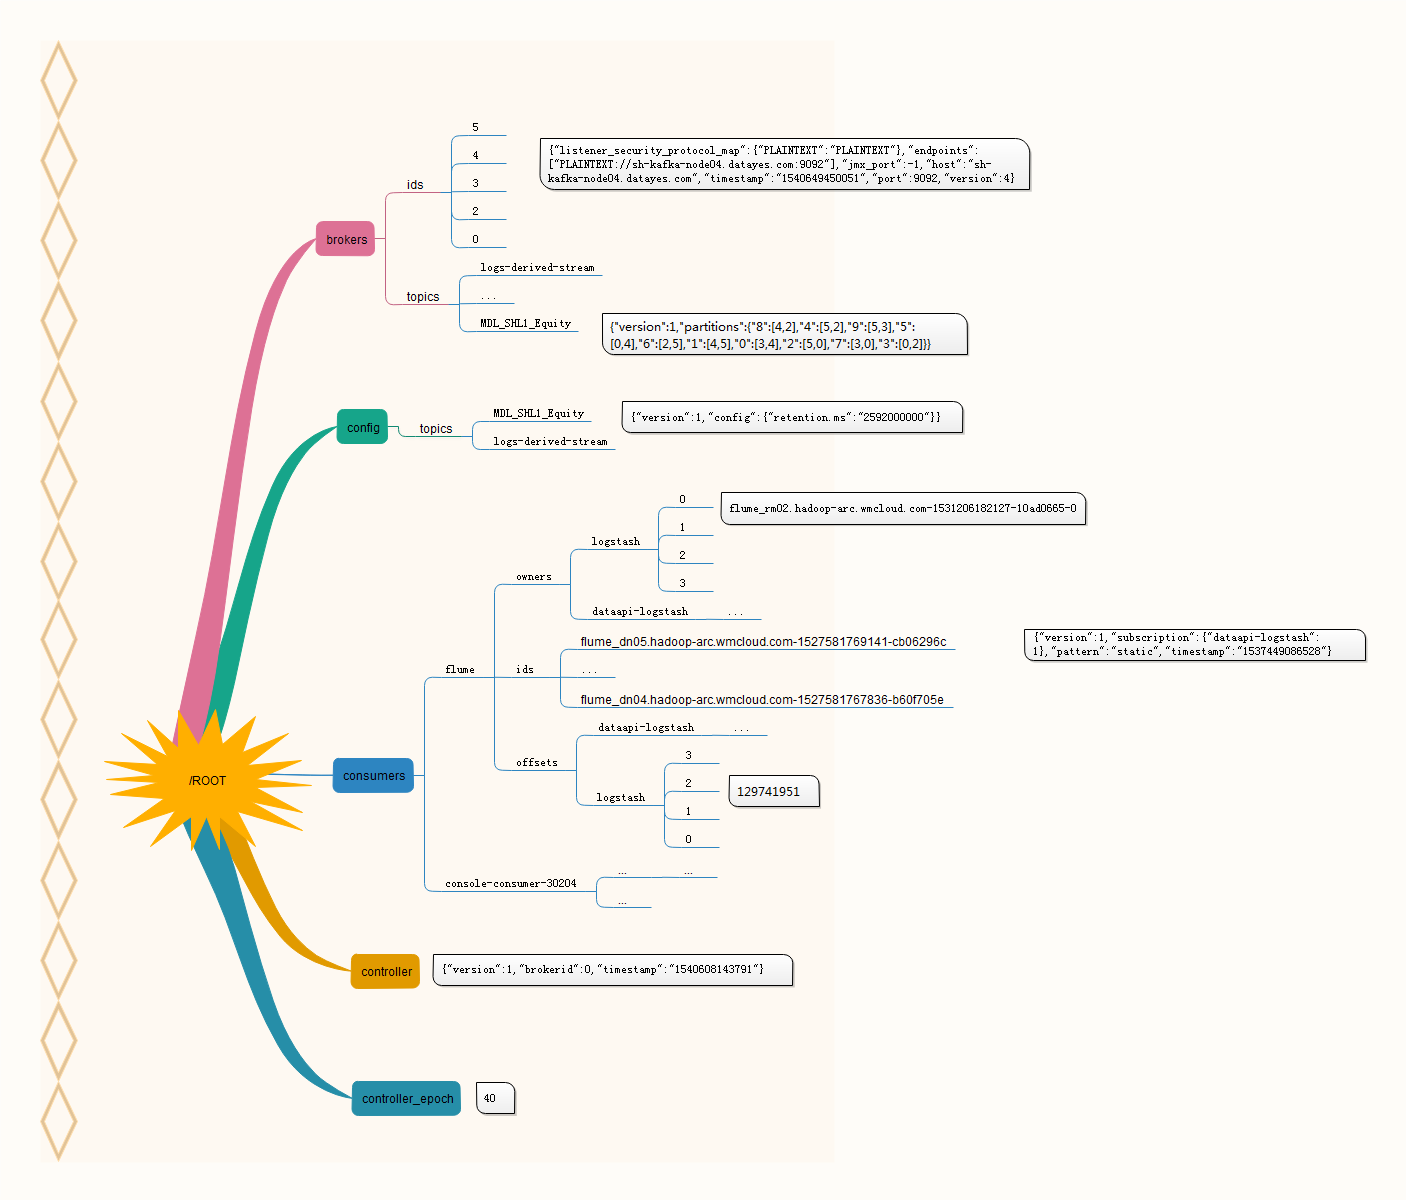 5
4
3
2
0
ids
{"listener_security_protocol_map":{"PLAINTEXT":"PLAINTEXT"},"endpoints":
["PLAINTEXT://sh-kafka-node04.datayes.com:9092"],"jmx_port":-1,"host":"sh-
kafka-node04.datayes.com","timestamp":"1540649450051","port":9092,"version":4}
brokers
logs-derived-stream
topics
...
MDL_SHL1_Equity
{"version":1,"partitions":{"8":[4,2],"4":[5,2],"9":[5,3],"5":
[0,4],"6":[2,5],"1":[4,5],"0":[3,4],"2":[5,0],"7":[3,0],"3":[0,2]}}
config
topics
MDL_SHL1_Equity
{"version":1,"config":{"retention.ms":"2592000000"}}
logs-derived-stream
0
flume_rm02.hadoop-arc.wmcloud.com-1531206182127-10ad0665-0
1
logstash
2
owners
3
dataapi-logstash
...
flume_dn05.hadoop-arc.wmcloud.com-1527581769141-cb06296c
{"version":1,"subscription":{"dataapi-logstash":
1},"pattern":"static","timestamp":"1537449086528"}
flume
ids
...
flume_dn04.hadoop-arc.wmcloud.com-1527581767836-b60f705e
dataapi-logstash
...
offsets
3
2
129741951
logstash
1
0
/ROOT
consumers
console-consumer-30204
...
...
...
controller
{"version":1,"brokerid":0,"timestamp":"1540608143791"}
controller_epoch
40